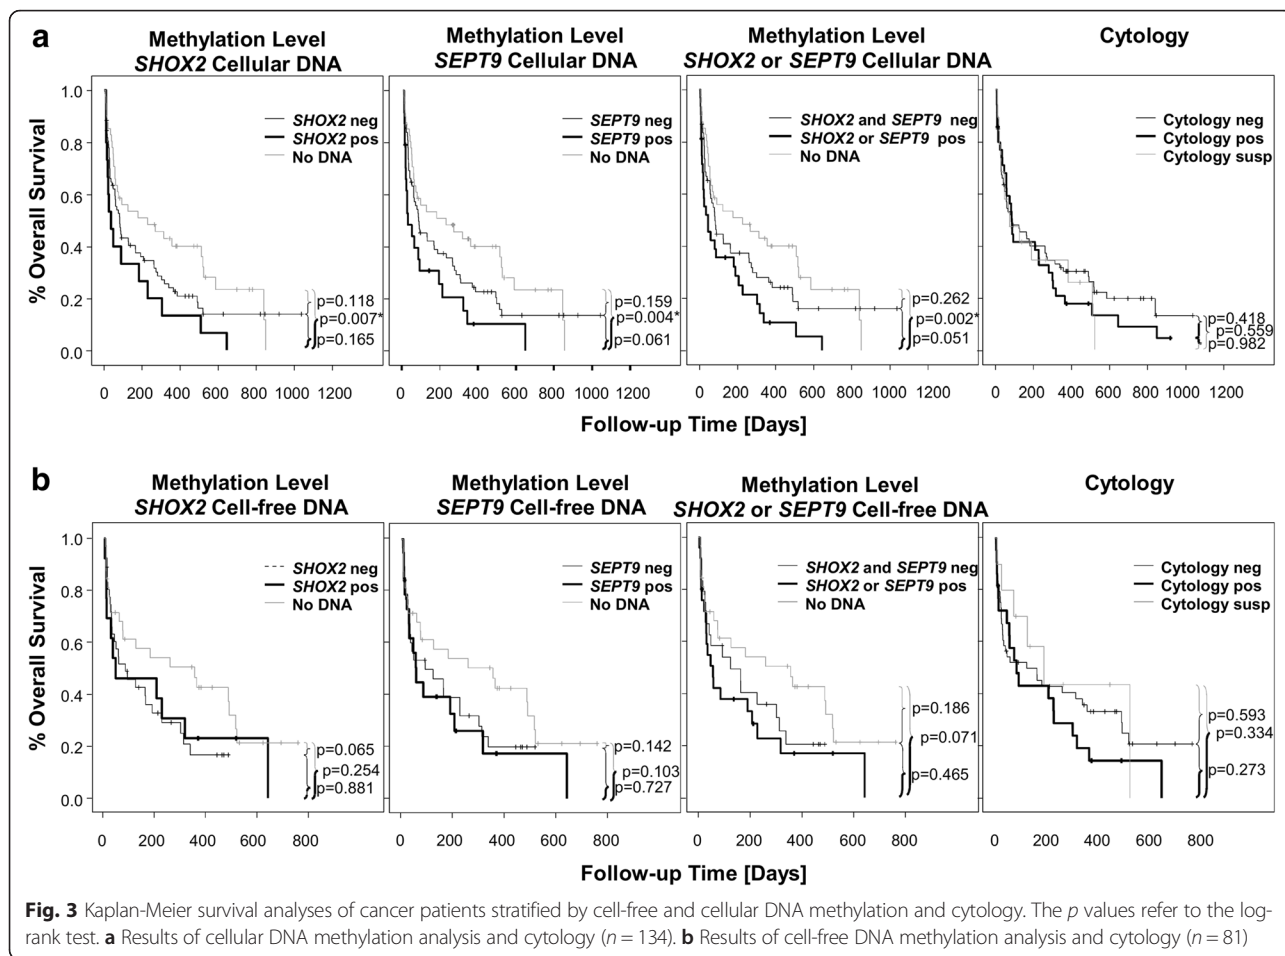 a
Methylation Level
SHOX2 Cellular DNA
Methylation Level
SEPT9 Cellular DNA
Methylation Level
SHOX2 or SEPT9 Cellular DNA
Cytology
% Overall Survival
1.0
0.8
0.6
0.4
0.2
0.0
SHOX2 neg
SHOX2 pos
No DNA
p=0.118
p=0.007*
p=0.165
0 200 400 600 800 1000 1200
SEPT9 neg
SEPT9 pos
No DNA
p=0.159
p=0.004*
p=0.061
0 200 400 600 800 1000 1200
SHOX2 and SEPT9 neg
SHOX2 or SEPT9 pos
No DNA
p=0.262
p=0.002*
p=0.051
0 200 400 600 800 1000 1200
Cytology neg
Cytology pos
Cytology susp
p=0.418
p=0.559
p=0.982
0 200 400 600 800 1000 1200
Follow-up Time [Days]
b
Methylation Level
SHOX2 Cell-free DNA
Methylation Level
SEPT9 Cell-free DNA
Methylation Level
SHOX2 or SEPT9 Cell-free DNA
Cytology
% Overall Survival
1.0
0.8
0.6
0.4
0.2
0.0
SHOX2 neg
SHOX2 pos
No DNA
p=0.065
p=0.254
p=0.881
0 200 400 600 800
SEPT9 neg
SEPT9 pos
No DNA
p=0.142
p=0.103
p=0.727
0 200 400 600 800
SHOX2 and SEPT9 neg
SHOX2 or SEPT9 pos
No DNA
p=0.186
p=0.071
p=0.465
0 200 400 600 800
Cytology neg
Cytology pos
Cytology susp
p=0.593
p=0.334
p=0.273
0 200 400 600 800
Follow-up Time [Days]
Fig. 3 Kaplan-Meier survival analyses of cancer patients stratified by cell-free and cellular DNA methylation and cytology. The p values refer to the log-
rank test. a Results of cellular DNA methylation analysis and cytology (n = 134). b Results of cell-free DNA methylation analysis and cytology (n = 81)